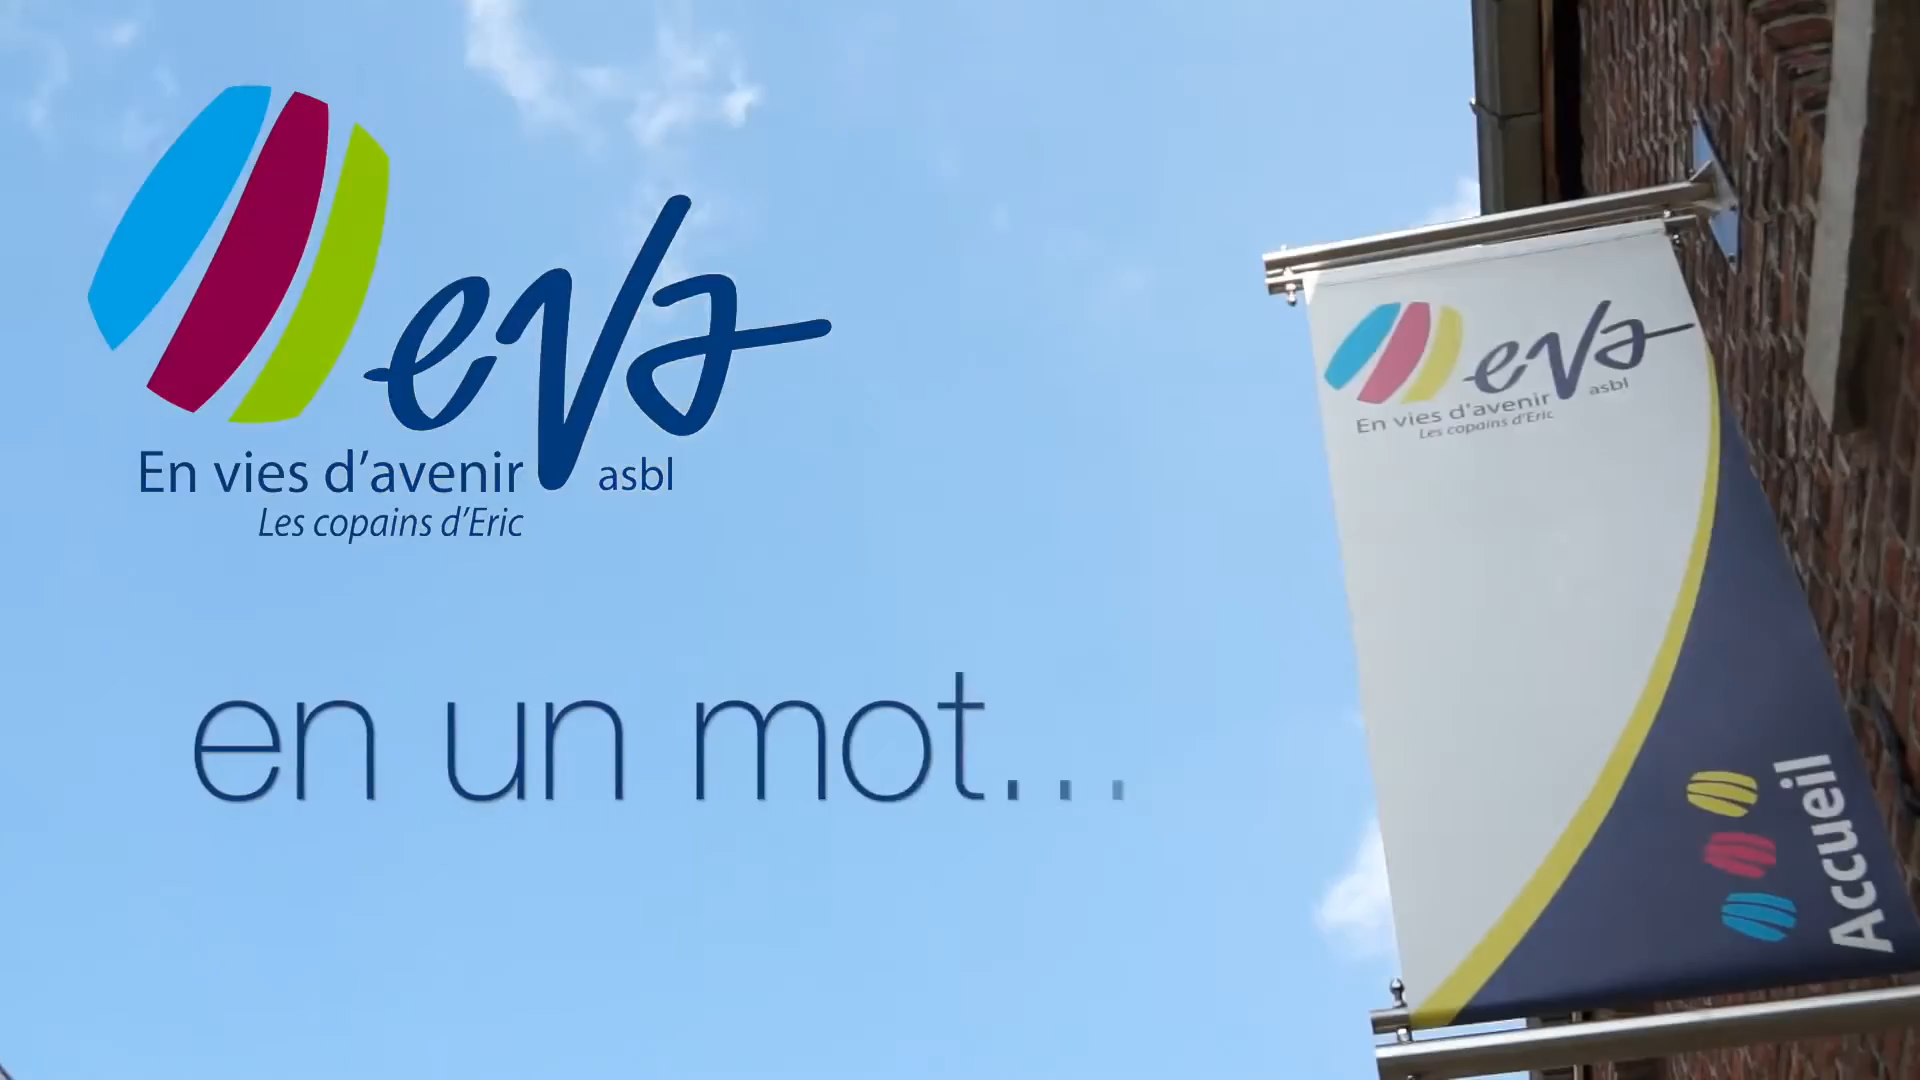 eva
En vies d'avenir asbl
Les copains d'Eric
en un mot...
eva
En vies d'avenir asbl
Les copains d'Eric
Accueil